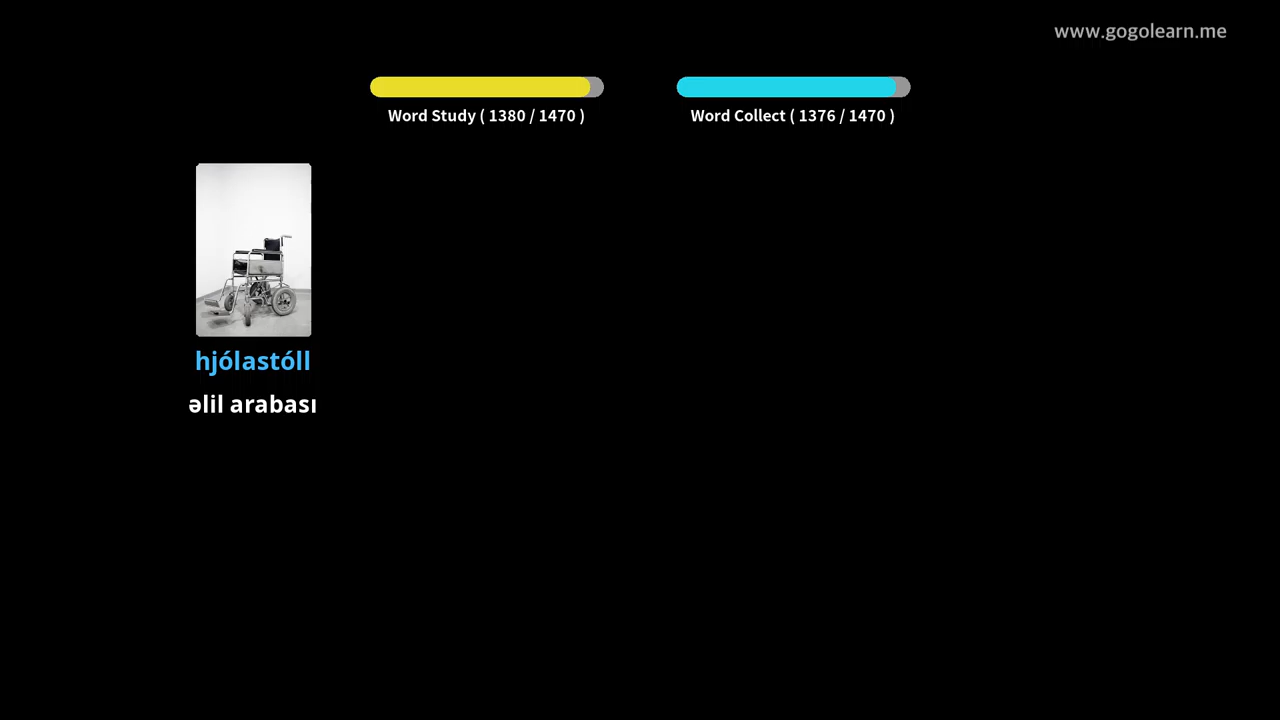 www.gogolearn.me
Word Study ( 1380 / 1470 )
Word Collect ( 1376 / 1470 )
hjólastóll
əlil arabası